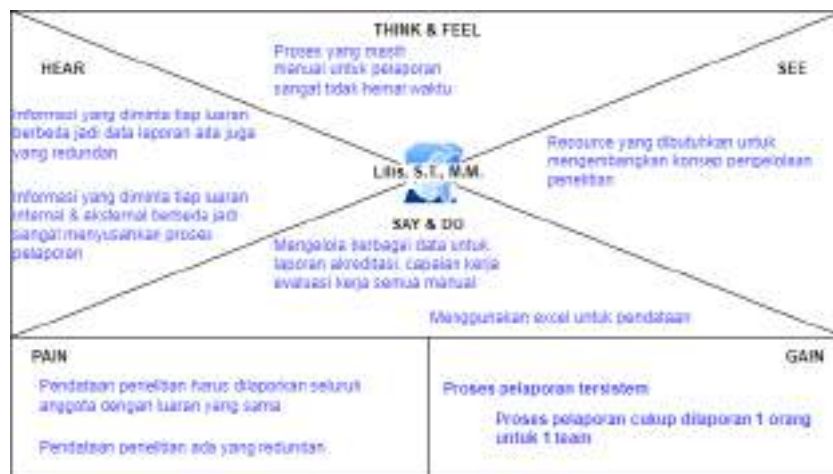 THINK & FEEL
Proses yang masih
manual untuk pelaporan
sangat tidak hemat waktu
HEAR
SEE
Informasi yang diminta tiap luaran
berbeda jadi data laporan ada juga
yang redundan
Informasi yang diminta tiap luaran
internal & eksternal berbeda jadi
sangat menyusahkan proses
pelaporan
Lilis, S.T., M.M.
Resource yang dibutuhkan untuk
mengembangkan konsep pengelolaan
penelitian
SAY & DO
Mengelola berbagai data untuk
laporan akreditasi, capaian kerja
evaluasi kerja semua manual
Menggunakan excel untuk pendataan
PAIN
Pendataan penelitian harus dilaporkan seluruh
anggota dengan luaran yang sama
Pendataan penelitian ada yang redundan
GAIN
Proses pelaporan tersistem
Proses pelaporan cukup dilaporan 1 orang
untuk 1 team